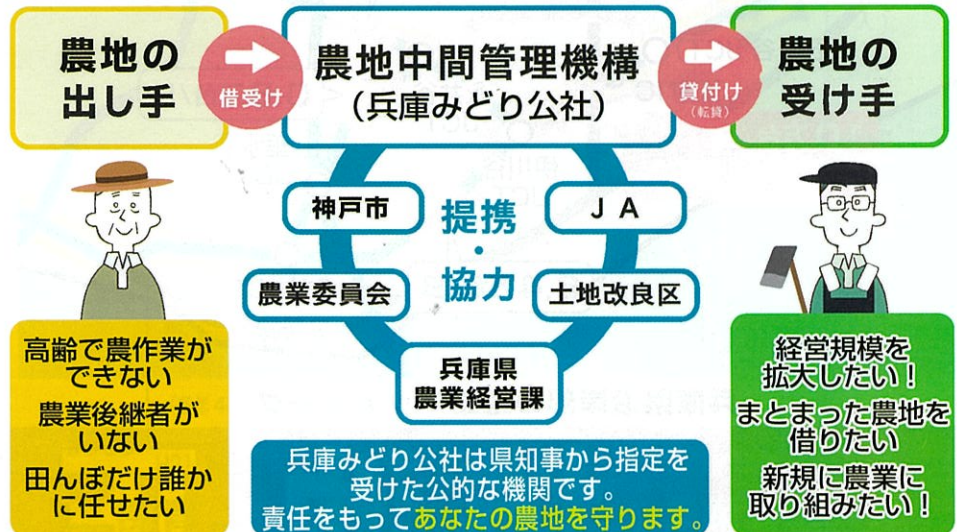 農地の
出し手
借受け
農地中間管理機構
(兵庫みどり公社)
貸付け
(転貸)
農地の
受け手
神戸市
提携
・
協力
JA
農業委員会
土地改良区
兵庫県
農業経営課
高齢で農作業が
できない
農業後継者が
いない
田んぼだけ誰か
に任せたい
兵庫みどり公社は県知事から指定を
受けた公的な機関です。
責任をもってあなたの農地を守ります。
経営規模を
拡大したい!
まとまった農地を
借りたい
新規に農業に
取り組みたい!